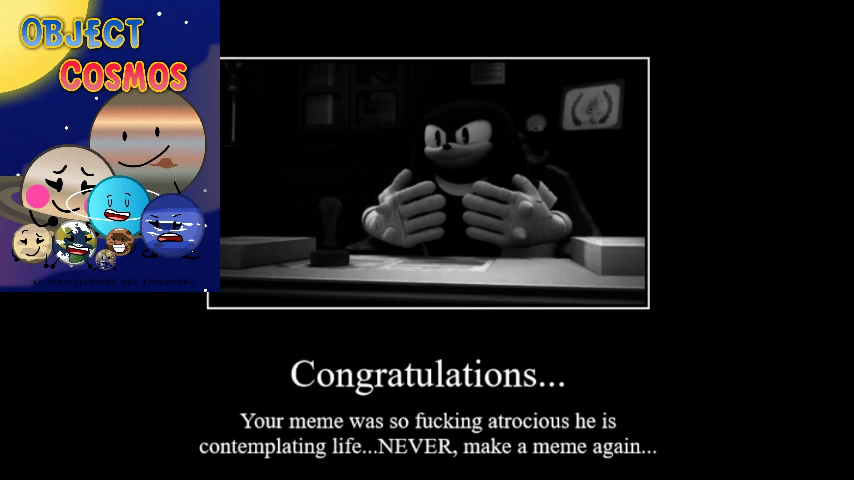 OBJECT
COSMOS
Congratulations...
Your meme was so fucking atrocious he is
contemplating life...NEVER, make a meme again...